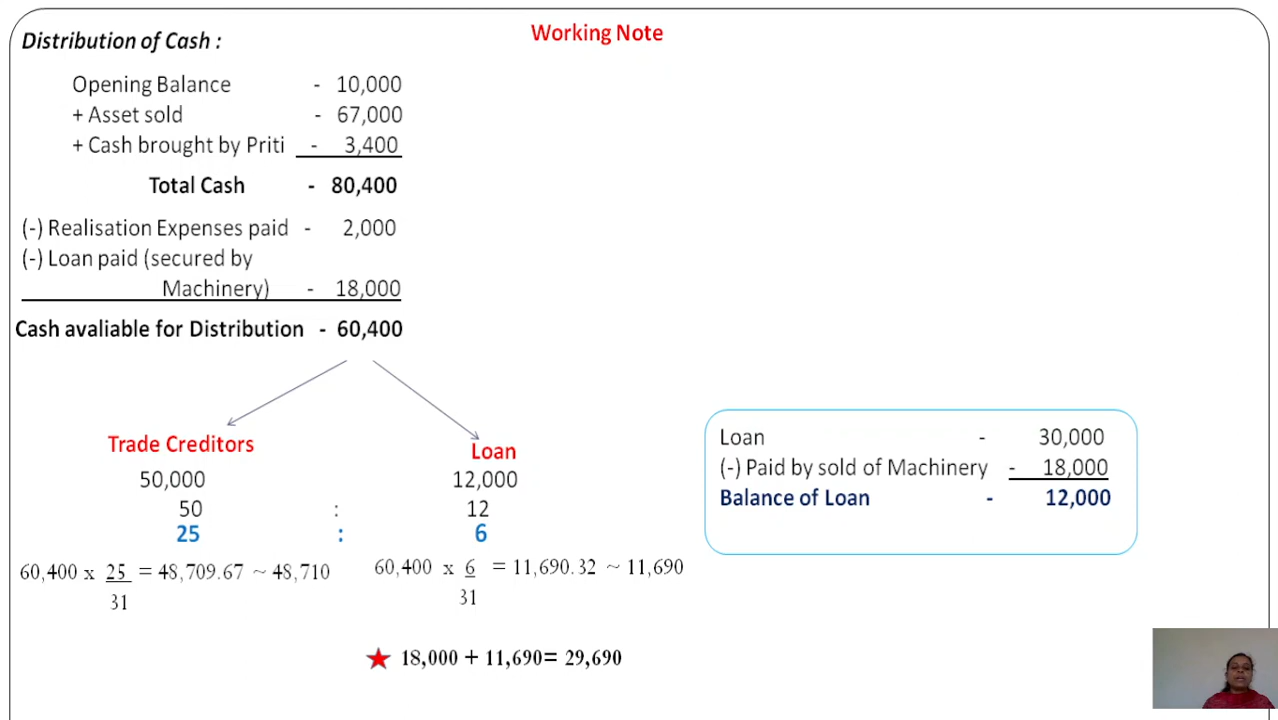 Working Note
Distribution of Cash :
Opening Balance - 10,000
+ Asset sold - 67,000
+ Cash brought by Priti - 3,400
Total Cash - 80,400
(-) Realisation Expenses paid - 2,000
(-) Loan paid (secured by
Machinery) - 18,000
Cash avaliable for Distribution - 60,400
Trade Creditors Loan
50,000 12,000
50 : 12
25 : 6
60,400 x 25 = 48,709.67 ~ 48,710
31
60,400 x 6 = 11,690.32 ~ 11,690
31
★ 18,000 + 11,690= 29,690
Loan - 30,000
(-) Paid by sold of Machinery - 18,000
Balance of Loan - 12,000